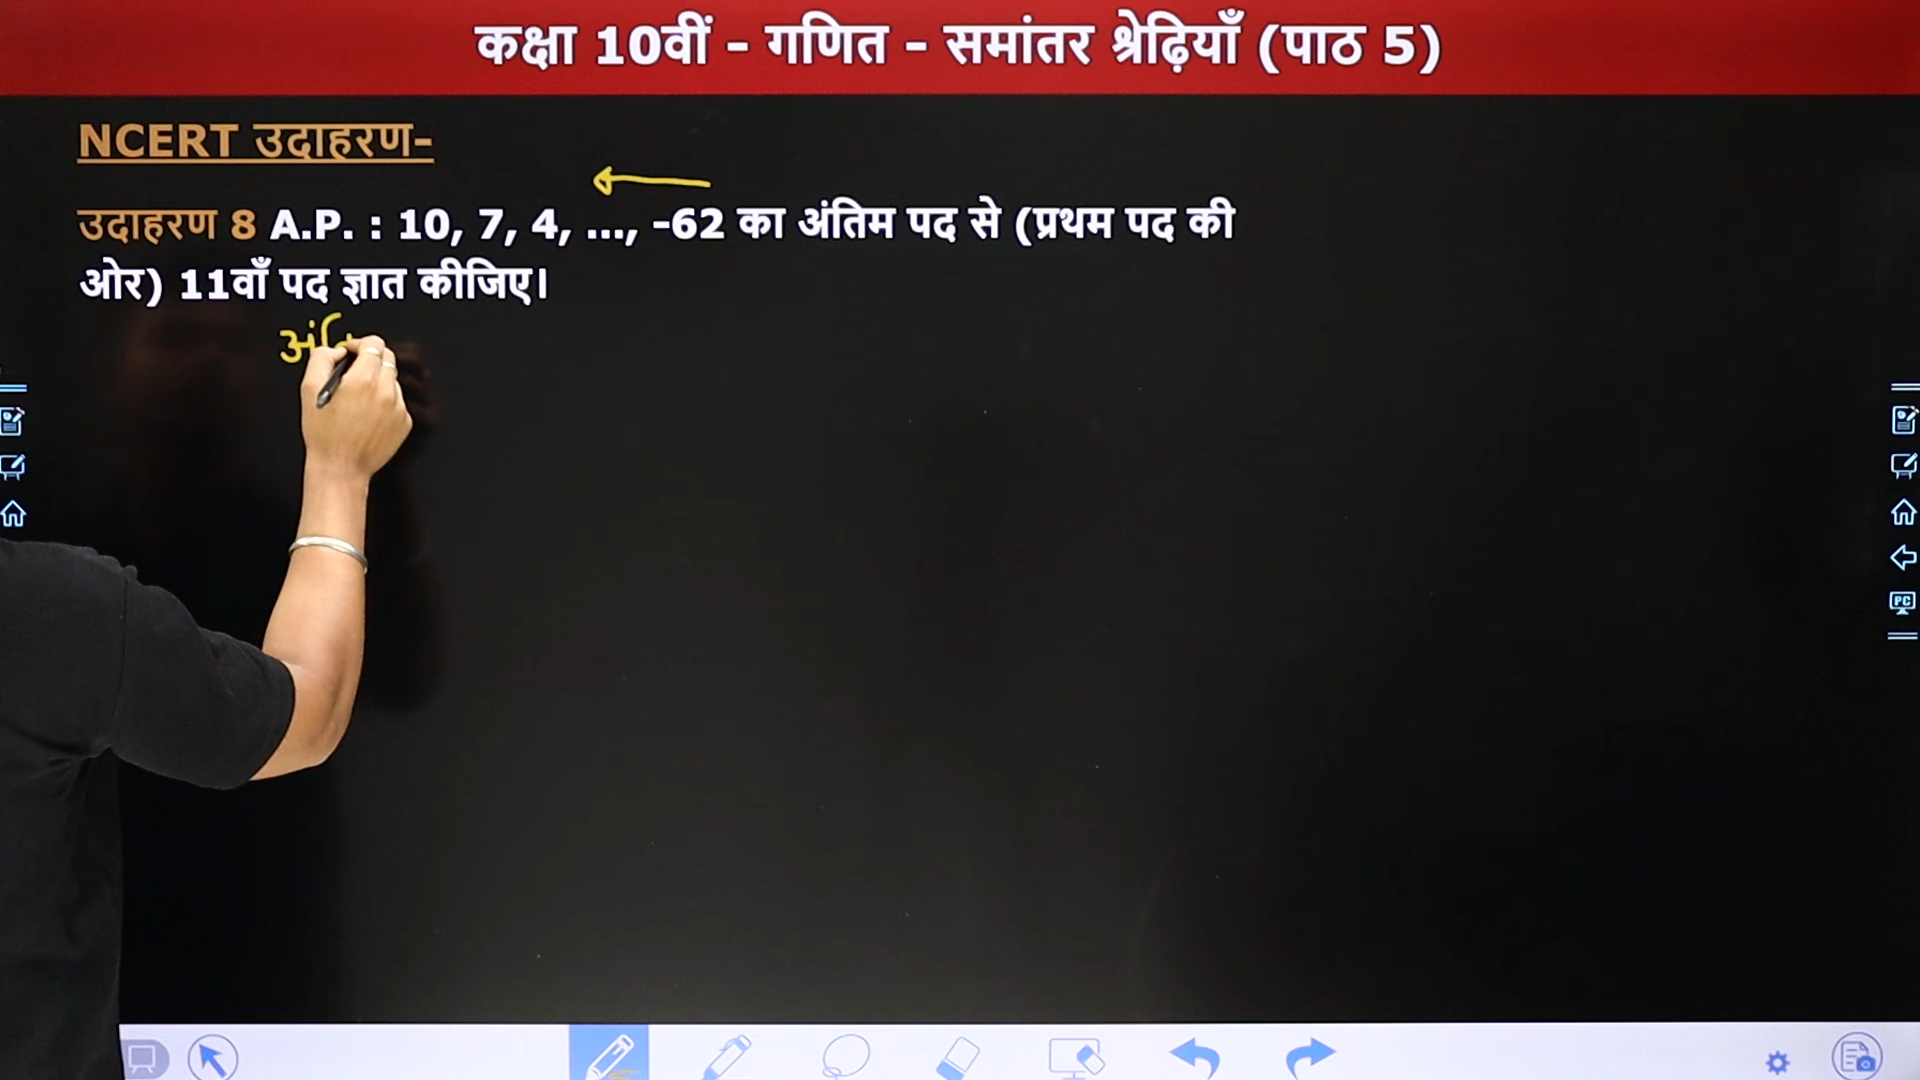 कक्षा 10वीं - गणित - समांतर श्रेढ़ियाँ (पाठ 5)
NCERT उदाहरण-
उदाहरण 8 A.P. : 10, 7, 4, ..., -62 का अंतिम पद से (प्रथम पद की
ओर) 11वाँ पद ज्ञात कीजिए।
PC